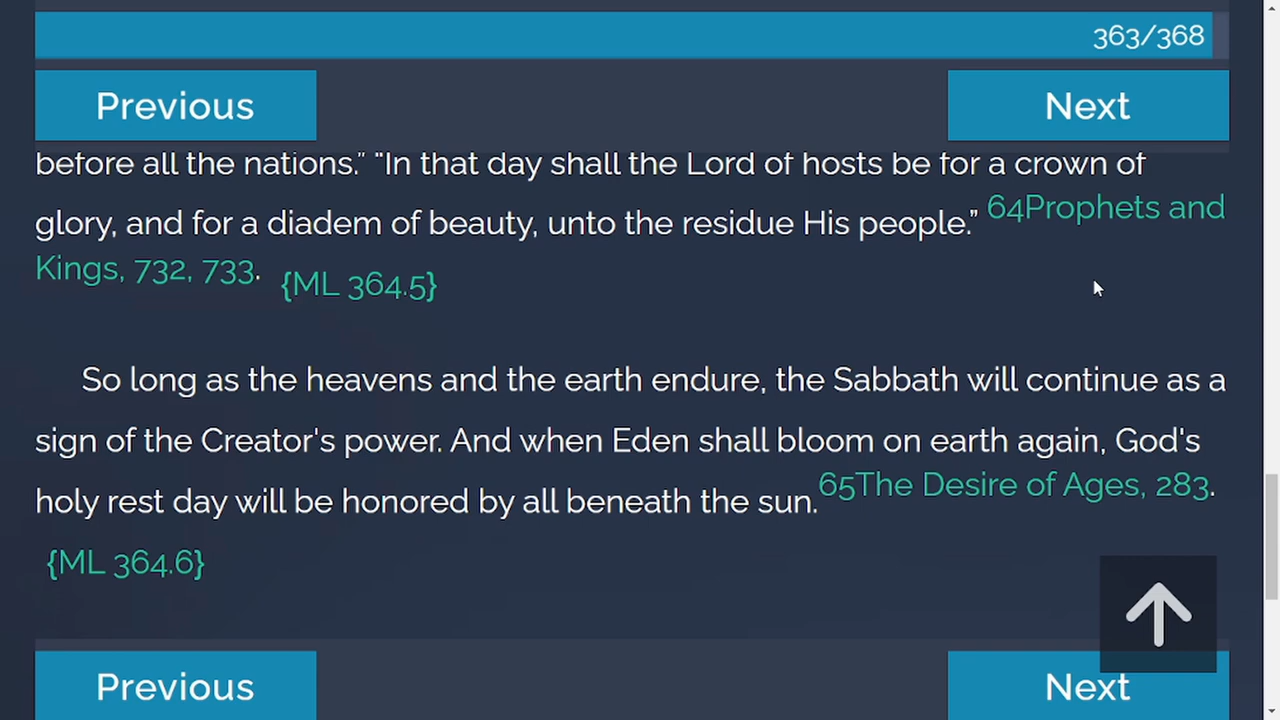 363/368
Previous
Next
before all the nations.” “In that day shall the Lord of hosts be for a crown of
glory, and for a diadem of beauty, unto the residue His people.” 64Prophets and
Kings, 732, 733. {ML 364.5}
So long as the heavens and the earth endure, the Sabbath will continue as a
sign of the Creator's power. And when Eden shall bloom on earth again, God's
holy rest day will be honored by all beneath the sun. 65The Desire of Ages, 283.
{ML 364.6}
Previous
Next